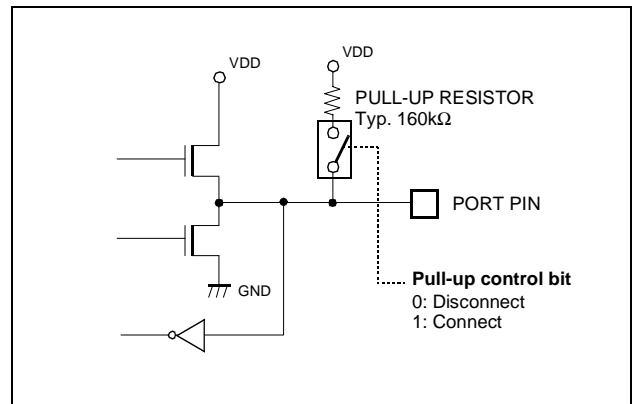 VDD
VDD
PULL-UP RESISTOR
Typ. 160kΩ
PORT PIN
GND
Pull-up control bit
0: Disconnect
1: Connect